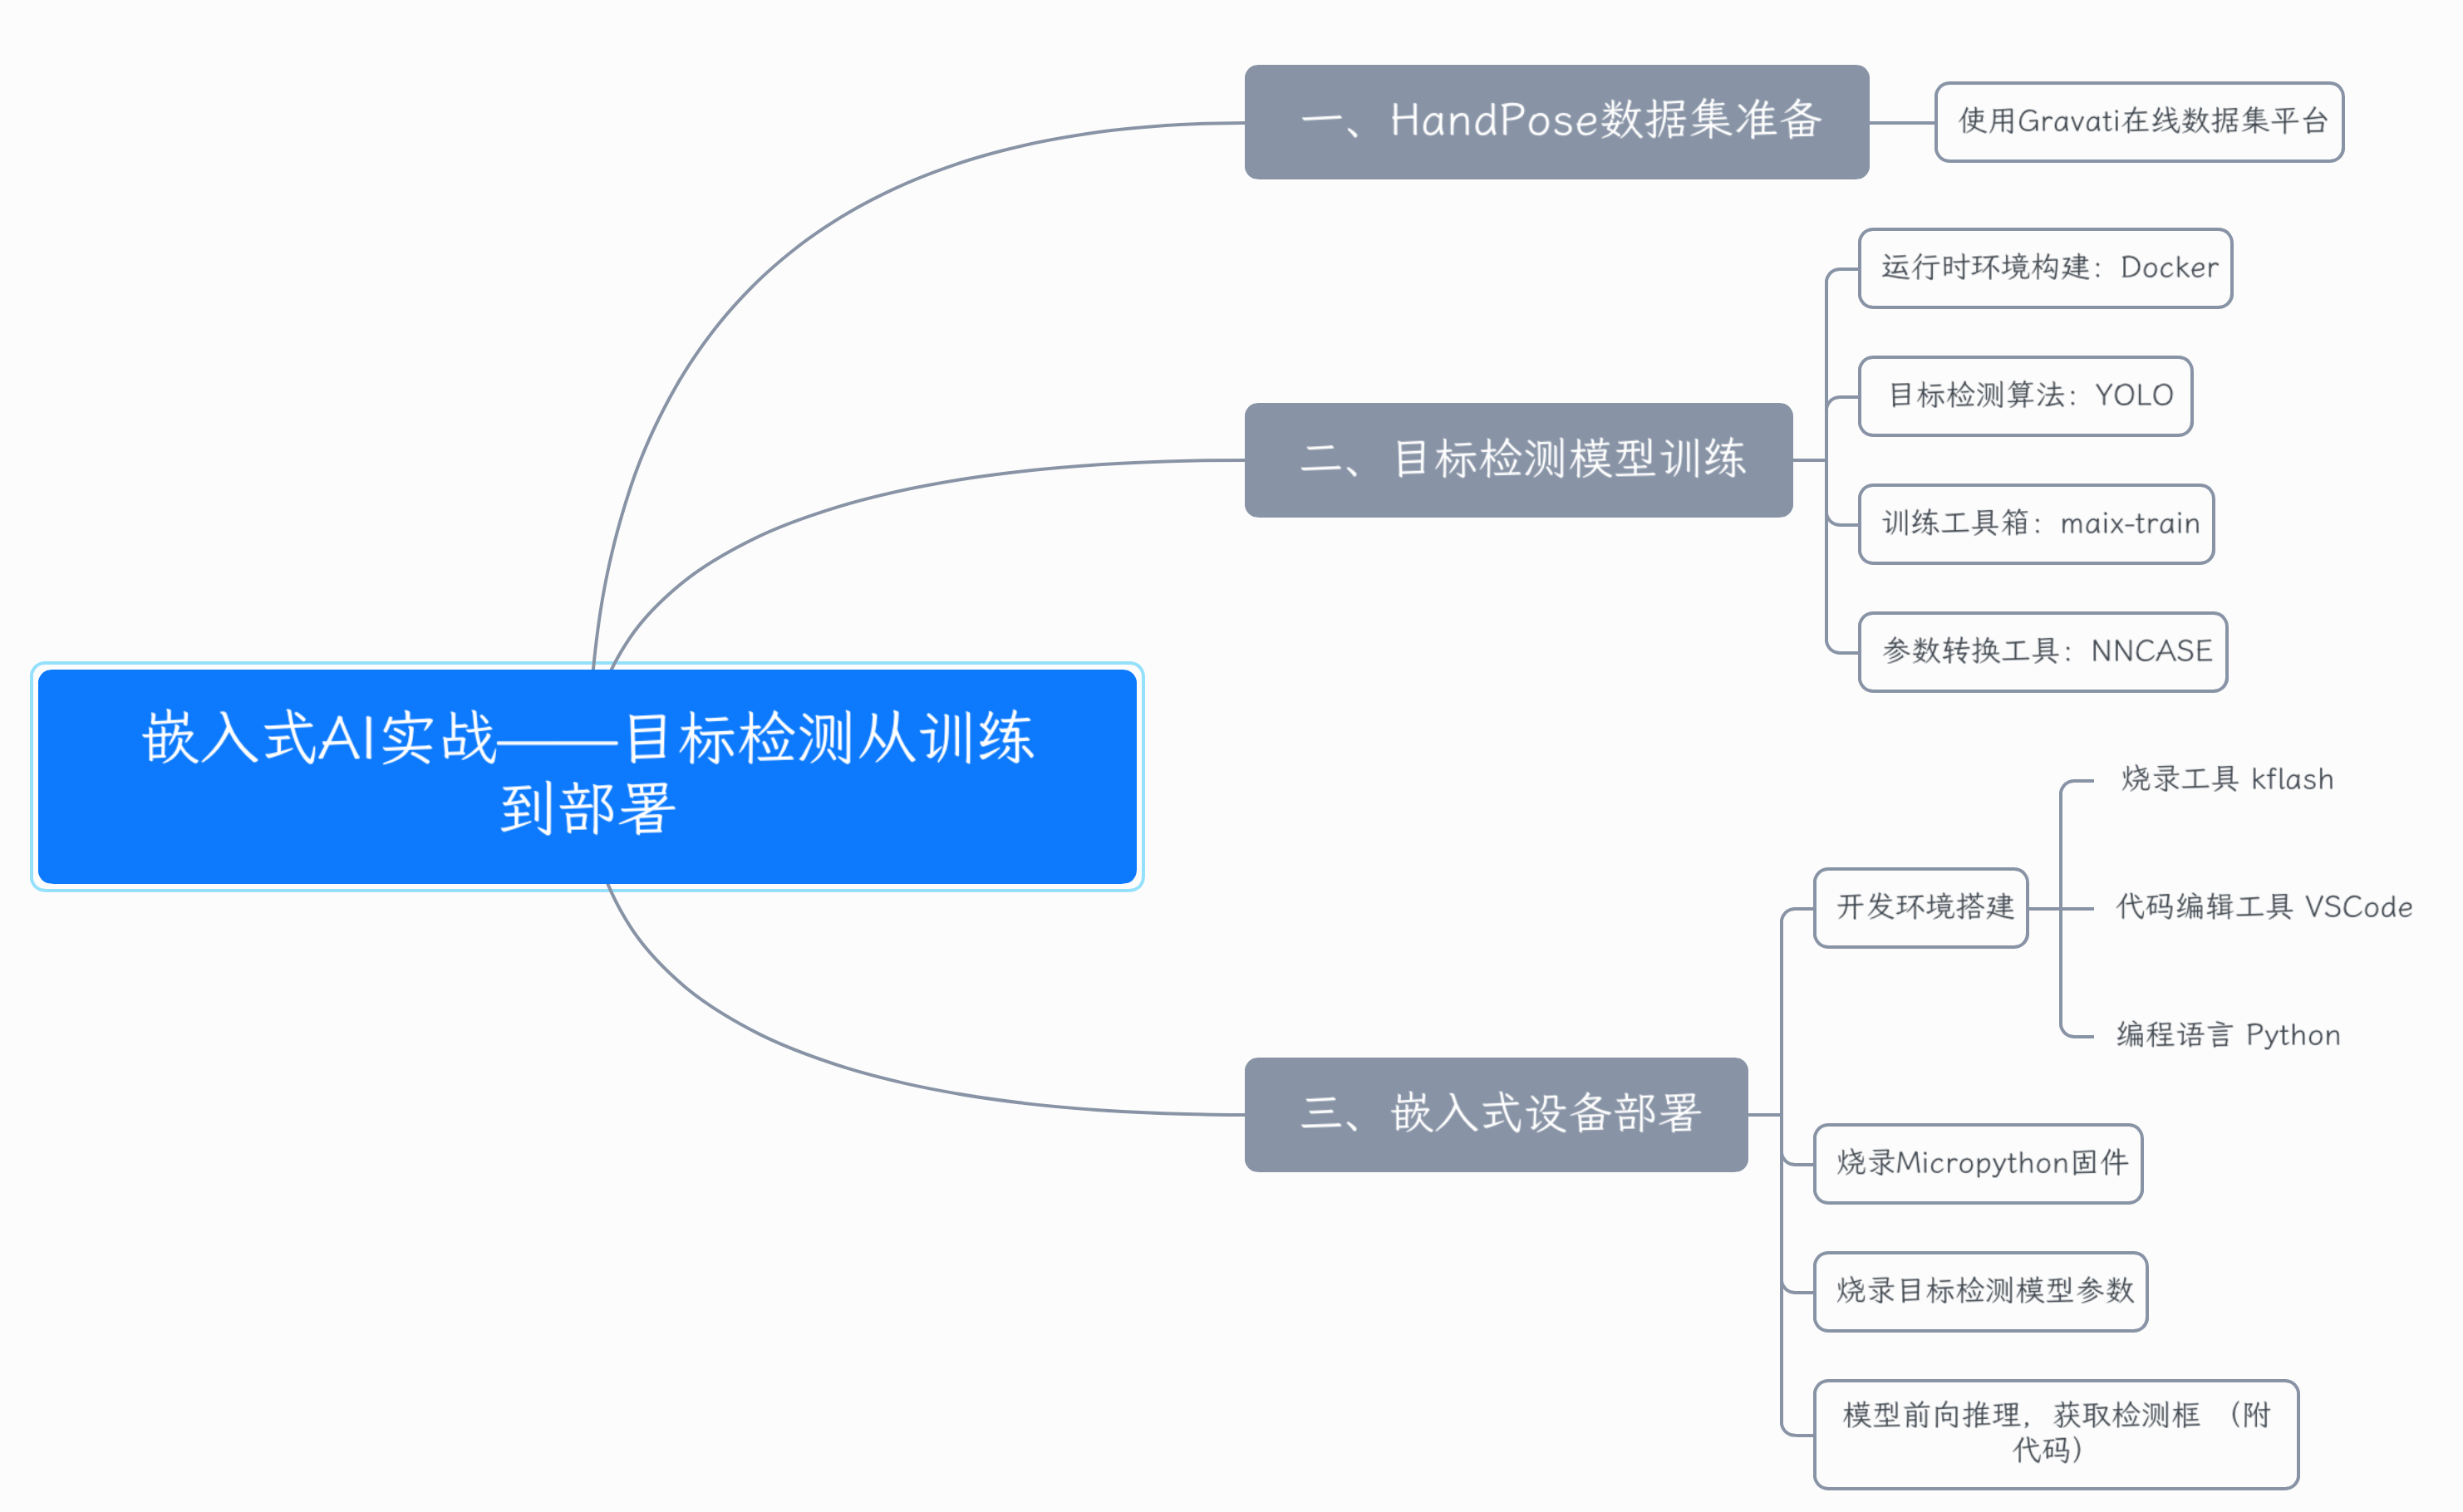 一、HandPose数据集准备
使用Gravati在线数据集平台
运行时环境构建：Docker
目标检测算法：YOLO
二、目标检测模型训练
训练工具箱：maix-train
参数转换工具：NNCASE
嵌入式AI实战——目标检测从训练
到部署
烧录工具 kflash
开发环境搭建
代码编辑工具 VSCode
编程语言 Python
三、嵌入式设备部署
烧录Micropython固件
烧录目标检测模型参数
模型前向推理，获取检测框 （附
代码）